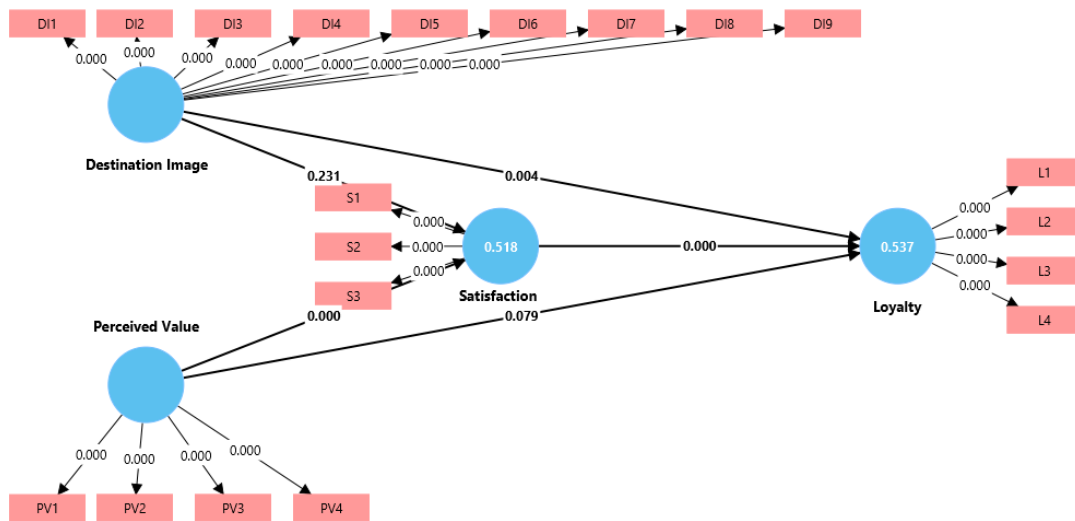 DI1 DI2 DI3 DI4 DI5 DI6 DI7 DI8 DI9
0.000 0.000 0.000 0.000 0.000 0.000 0.000 0.000 0.000
Destination Image
0.231
0.004
S1
0.000
S2
0.000
S3
0.000
0.518
Satisfaction
0.000
0.537
Loyalty
L1
0.000
L2
0.000
L3
0.000
L4
0.000
Perceived Value
0.000
0.079
0.000 0.000 0.000 0.000
PV1 PV2 PV3 PV4